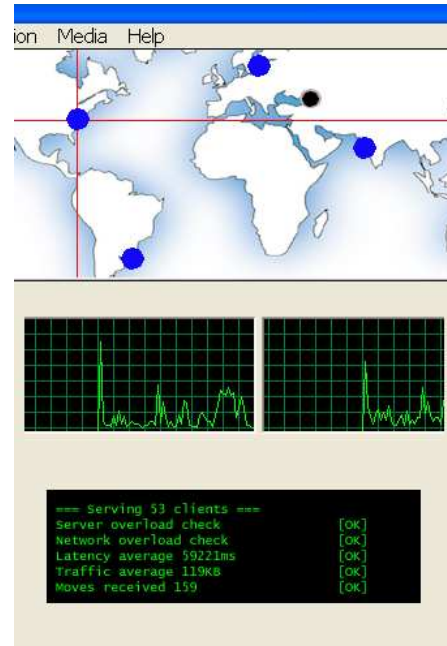 ion Media Help
=== Serving 53 clients ===
Server overload check [OK]
Network overload check [OK]
Latency average 59221ms [OK]
Traffic average 119KB [OK]
Moves received 159 [OK]